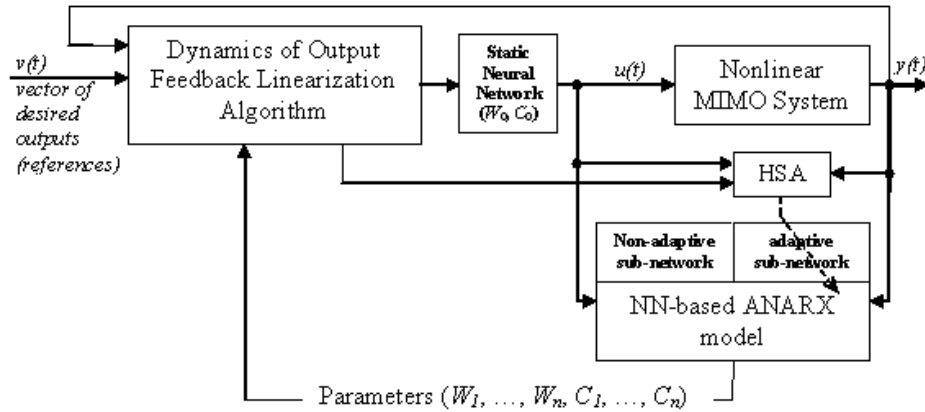 v(t)
vector of
desired
outputs
(references)
Dynamics of Output
Feedback Linearization
Algorithm
Static
Neural
Network
(W0, C0)
u(t)
Nonlinear
MIMO System
y(t)
HSA
Non-adaptive
sub-network
adaptive
sub-network
NN-based ANARX
model
Parameters (W1, ..., Wn, C1, ..., Cn)